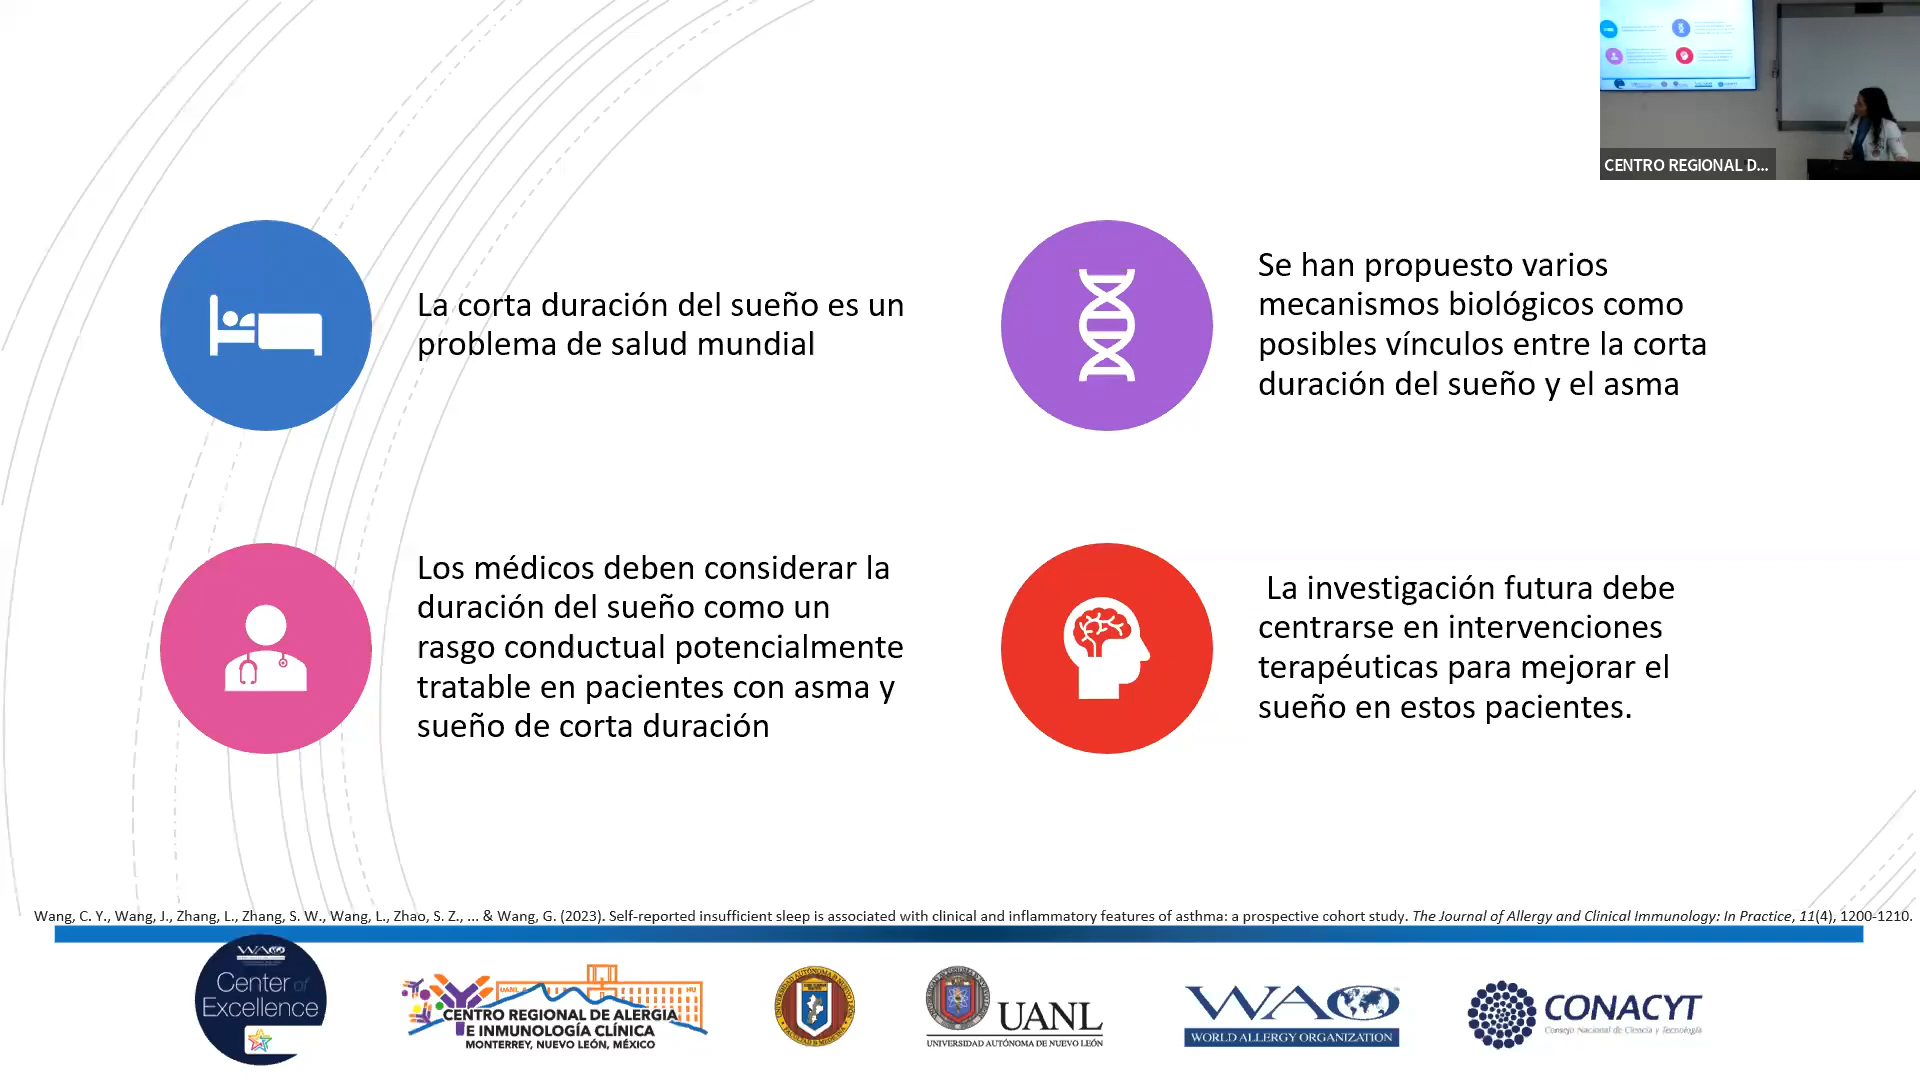 CENTRO REGIONAL D...
La corta duración del sueño es un
problema de salud mundial
Se han propuesto varios
mecanismos biológicos como
posibles vínculos entre la corta
duración del sueño y el asma
Los médicos deben considerar la
duración del sueño como un
rasgo conductual potencialmente
tratable en pacientes con asma y
sueño de corta duración
La investigación futura debe
centrarse en intervenciones
terapéuticas para mejorar el
sueño en estos pacientes.
Wang, C. Y., Wang, J., Zhang, L., Zhang, S. W., Wang, L., Zhao, S. Z., ... & Wang, G. (2023). Self-reported insufficient sleep is associated with clinical and inflammatory features of asthma: a prospective cohort study. The Journal of Allergy and Clinical Immunology: In Practice, 11(4), 1200-1210.
WAO
Center of
Excellence
UANL
HU
CENTRO REGIONAL DE ALERGIA
E INMUNOLOGÍA CLÍNICA
MONTERREY, NUEVO LEÓN, MÉXICO
UANL
UNIVERSIDAD AUTÓNOMA DE NUEVO LEÓN
WAO
WORLD ALLERGY ORGANIZATION
CONACYT
Consejo Nacional de Ciencia y Tecnología